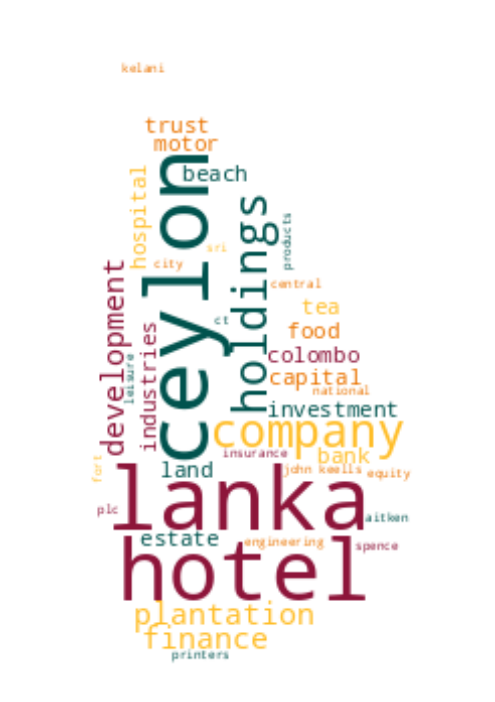 kelani
trust
motor
beach
hospital
ceylon
holdings
products
sri
city
central
development
tea
ct
food
industries
colombo
leisure
capital
national
investment
company
insurance
bank
fort
land
john keells
equity
lanka
plc
aitken
estate
engineering
spence
hotel
plantation
finance
printers